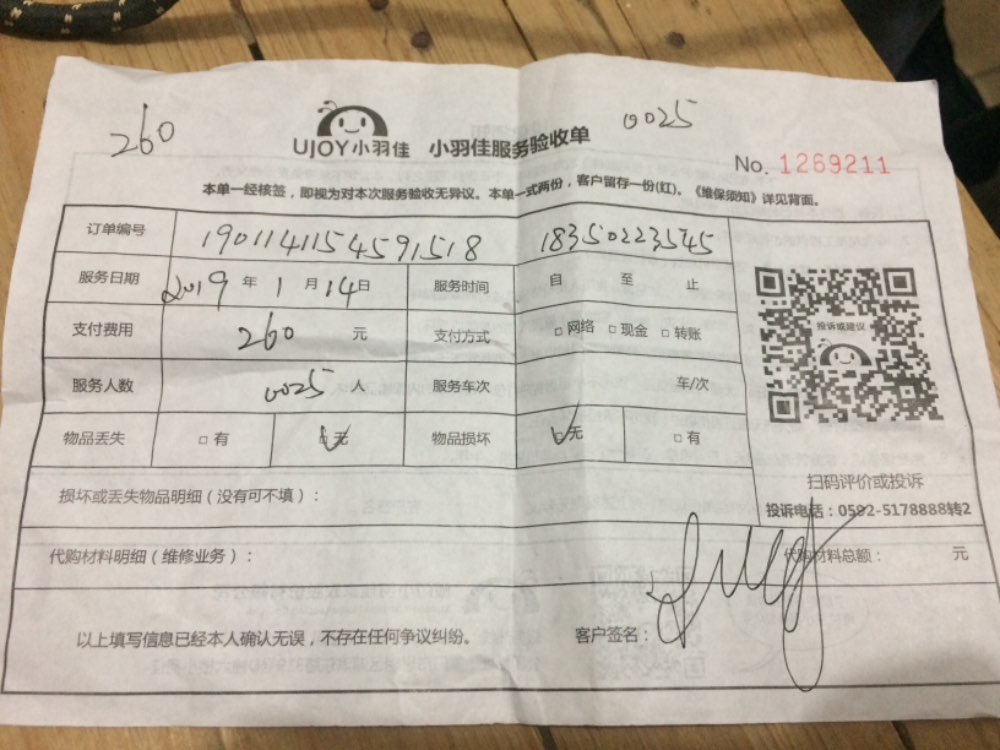 260
0025
UJOY小羽佳 小羽佳服务验收单
No. 1269211
本单一经核签，即视为对本次服务验收无异议。本单一式两份，客户留存一份(红)。《维保须知》详见背面。
订单编号 19011411545915​18 18350223545
服务日期 2019 年 1 月 14 日 服务时间 自 至 止
支付费用 260 元 支付方式 □ 网络 □ 现金 □ 转账
投诉或建议
服务人数 0025 人 服务车次 车/次
物品丢失 □ 有 ☑ 无 物品损坏 ☑ 无 □ 有
扫码评价或投诉
损坏或丢失物品明细（没有可不填）：
投诉电话：0592-5178888转2
代购材料明细（维修业务）： 代购材料总额： 元
以上填写信息已经本人确认无误，不存在任何争议纠纷。 客户签名：